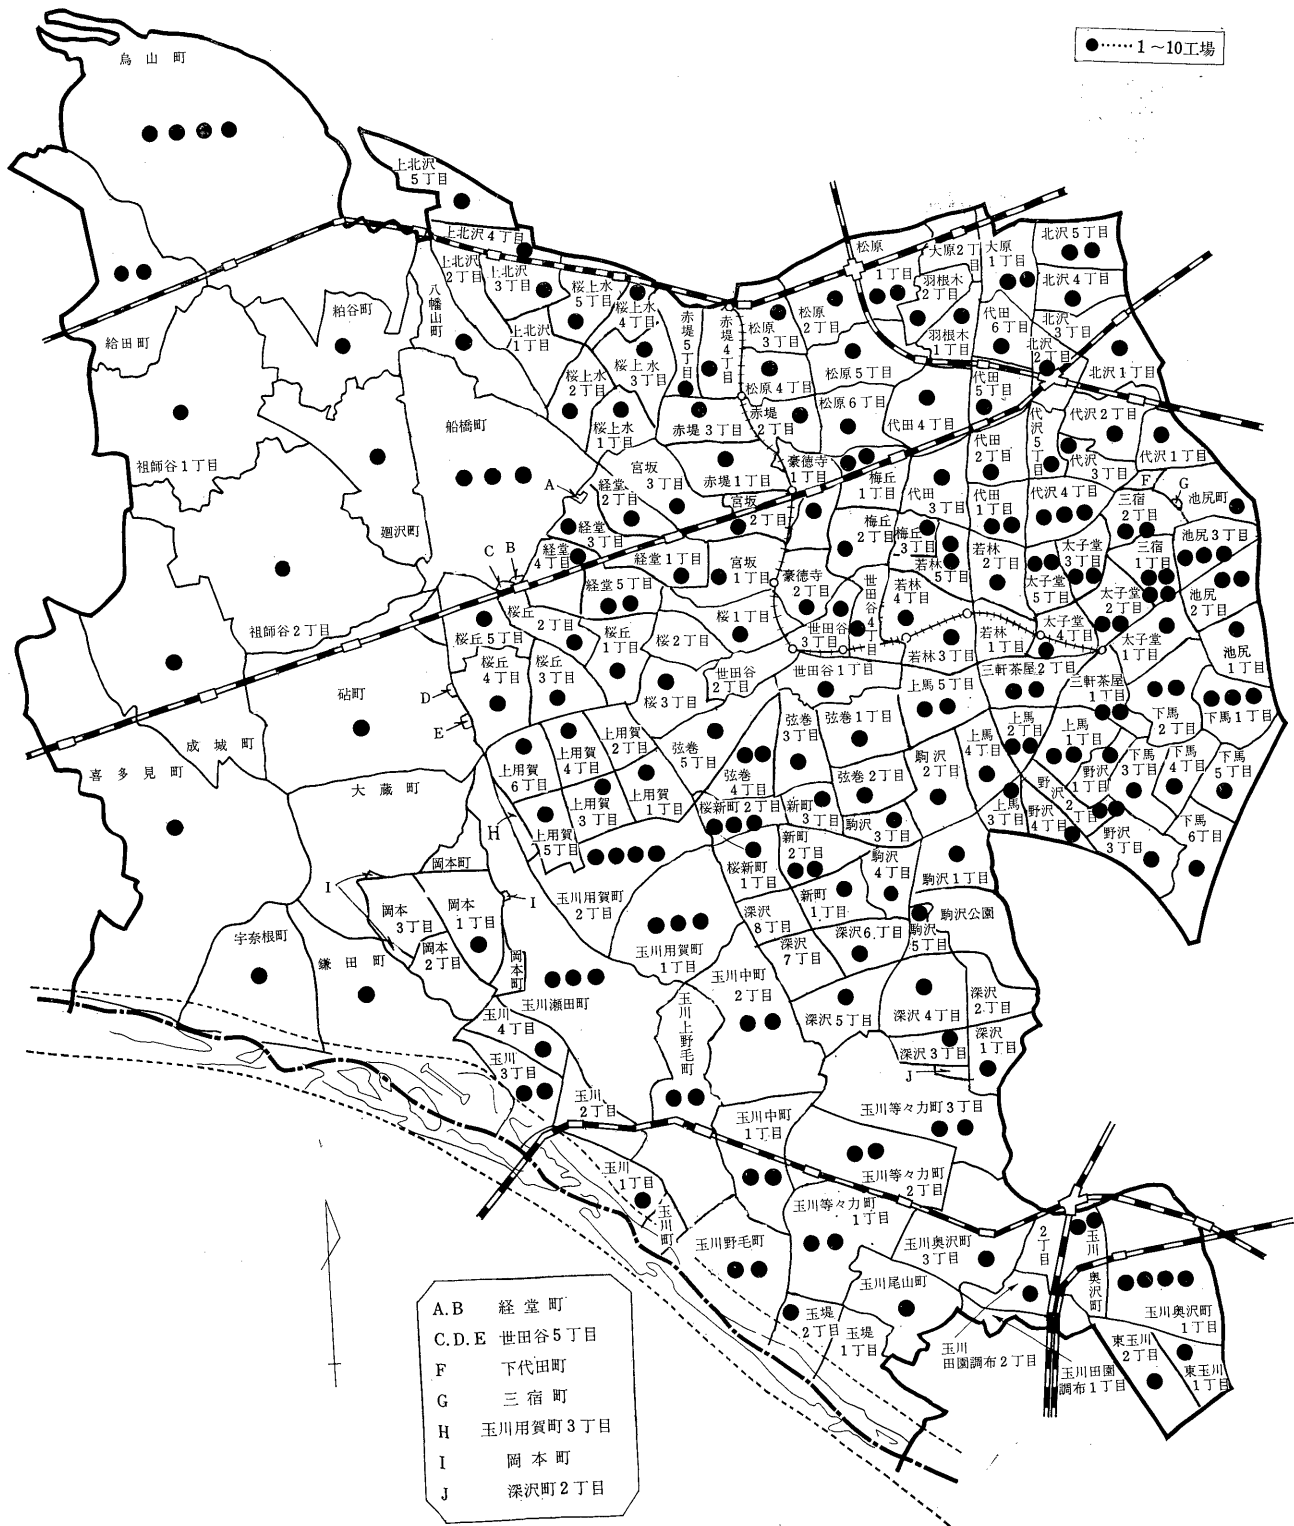 ●……1～10工場
烏山町
上北沢
5丁目
上北沢4丁目
上北沢
2丁目
上北沢
3丁目
上北沢
1丁目
八幡山町
粕谷町
給田町
桜上水
5丁目
桜上水
4丁目
桜上水
3丁目
桜上水
2丁目
桜上水
1丁目
赤堤5丁目
赤堤4丁目
赤堤3丁目
赤堤
2丁目
赤堤1丁目
松原
1丁目
松原
2丁目
松原
3丁目
松原4丁目
松原5丁目
松原6丁目
大原2丁目
大原
1丁目
羽根木
2丁目
羽根木
1丁目
北沢5丁目
北沢4丁目
北沢
3丁目
北沢
2丁目
北沢1丁目
代田
6丁目
代田
5丁目
代田4丁目
代田
3丁目
代田
2丁目
代田
1丁目
代沢5丁目
代沢2丁目
代沢
3丁目
代沢1丁目
代沢4丁目
船橋町
祖師谷1丁目
廻沢町
祖師谷2丁目
宮坂
3丁目
宮坂
2丁目
宮坂
1丁目
経堂
2丁目
経堂
3丁目
経堂
4丁目
経堂1丁目
経堂5丁目
豪徳寺
1丁目
豪徳寺
2丁目
梅丘
1丁目
梅丘
2丁目
梅丘
3丁目
若林
5丁目
若林
4丁目
若林
2丁目
若林
1丁目
若林3丁目
A
B
C
D
E
F
G
H
I
I
J
三宿
2丁目
三宿
1丁目
池尻町
池尻3丁目
池尻
2丁目
池尻
1丁目
太子堂
3丁目
太子堂
5丁目
太子堂
2丁目
太子堂
4丁目
太子堂
1丁目
世田谷4丁目
世田谷
3丁目
世田谷
2丁目
世田谷1丁目
桜丘
2丁目
桜丘5丁目
桜丘
4丁目
桜丘
3丁目
桜丘
1丁目
桜1丁目
桜2丁目
桜3丁目
砧町
成城町
喜多見町
大蔵町
三軒茶屋2丁目
三軒茶屋
1丁目
上馬5丁目
上馬
4丁目
上馬
2丁目
上馬
1丁目
上馬
3丁目
下馬
2丁目
下馬1丁目
下馬
3丁目
下馬
4丁目
下馬
5丁目
下馬
6丁目
野沢
1丁目
野沢
2丁目
野沢
4丁目
野沢
3丁目
上用賀
6丁目
上用賀
4丁目
上用賀
2丁目
上用賀
3丁目
上用賀
1丁目
上用賀
5丁目
弦巻
5丁目
弦巻
4丁目
弦巻
3丁目
弦巻1丁目
弦巻2丁目
桜新町2丁目
桜新町
1丁目
新町
3丁目
新町
2丁目
新町
1丁目
駒沢
2丁目
駒沢
3丁目
駒沢
4丁目
駒沢1丁目
駒沢公園
駒沢
5丁目
岡本町
岡本
3丁目
岡本
1丁目
岡本
2丁目
岡本町
宇奈根町
鎌田町
玉川用賀町
2丁目
玉川用賀町
1丁目
玉川瀬田町
深沢
8丁目
深沢
7丁目
深沢6丁目
深沢5丁目
深沢4丁目
深沢
2丁目
深沢
1丁目
深沢3丁目
玉川中町
2丁目
玉川上野毛町
玉川中町
1丁目
玉川
4丁目
玉川
3丁目
玉川
2丁目
玉川
1丁目
玉川町
玉川等々力町3丁目
玉川等々力町
2丁目
玉川等々力町
1丁目
玉川野毛町
玉川奥沢町
3丁目
2丁目
玉川
奥沢町
玉川奥沢町
1丁目
玉川尾山町
玉堤
2丁目
玉堤
1丁目
玉川
田園調布2丁目
玉川田園
調布1丁目
東玉川
2丁目
東玉川
1丁目
A.B 経堂町
C.D.E 世田谷5丁目
F 下代田町
G 三宿町
H 玉川用賀町3丁目
I 岡本町
J 深沢町2丁目